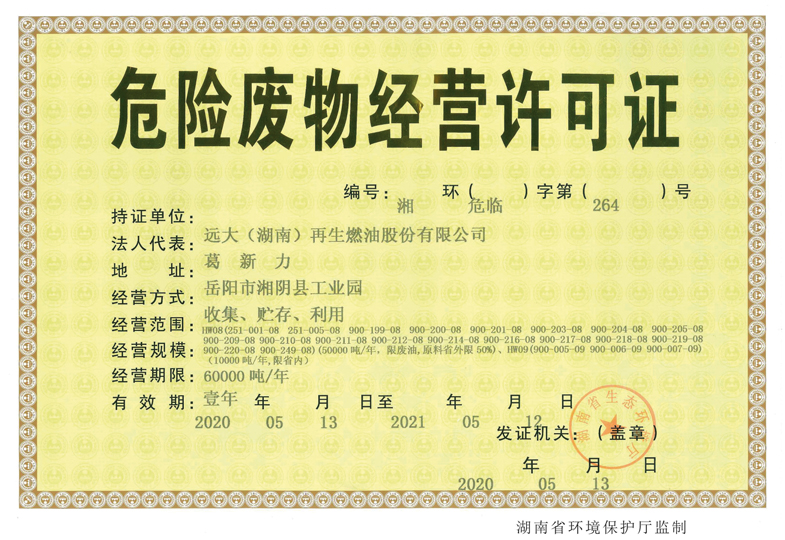 危险废物经营许可证
编号: 湘 环( 危临 )字第( 264 )号
持证单位: 远大（湖南）再生燃油股份有限公司
法人代表: 葛新力
地 址: 岳阳市湘阴县工业园
经营方式: 收集、贮存、利用
经营范围: HW08(251-001-08 251-005-08 900-199-08 900-200-08 900-201-08 900-203-08 900-204-08 900-205-08
900-209-08 900-210-08 900-211-08 900-212-08 900-214-08 900-216-08 900-217-08 900-218-08 900-219-08
900-220-08 900-249-08)(50000吨/年、限废油,原料省外限50%)、HW09(900-005-09 900-006-09 900-007-09)
(10000吨/年,限省内)
经营规模: 60000吨/年
经营期限: 壹年
有效期: 2020 年 05 月 13 日至 2021 年 05 月 12 日
发证机关: (盖章)
湖南省生态环境厅
2020 年 05 月 13 日
湖南省环境保护厅监制